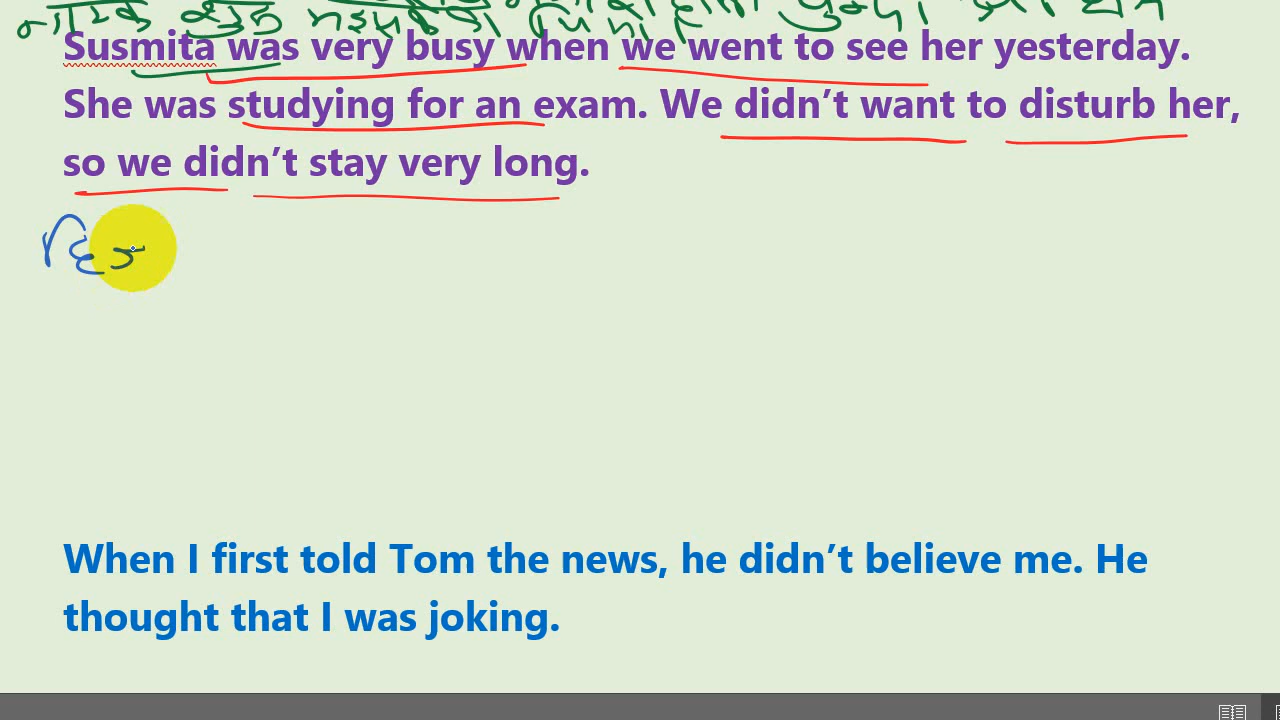 Susmita was very busy when we went to see her yesterday.
She was studying for an exam. We didn’t want to disturb her,
so we didn’t stay very long.
When I first told Tom the news, he didn’t believe me. He
thought that I was joking.